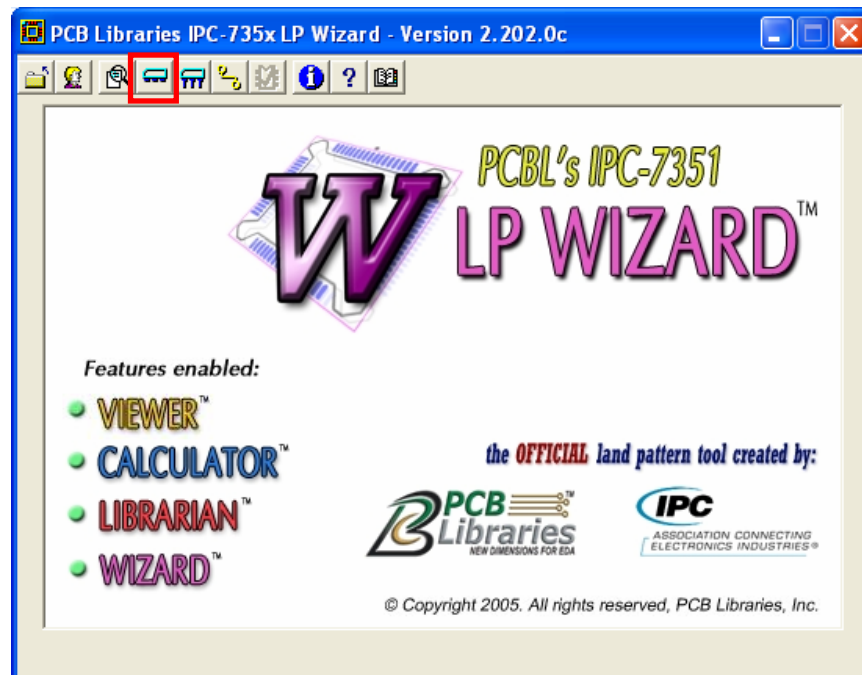 PCB Libraries IPC-735x LP Wizard - Version 2.202.0c
?
W
PCBL's IPC-7351
LP WIZARD™
Features enabled:
VIEWER™
CALCULATOR™
LIBRARIAN™
WIZARD™
the OFFICIAL land pattern tool created by:
PCB™
Libraries
NEW DIMENSIONS FOR EDA
IPC
ASSOCIATION CONNECTING
ELECTRONICS INDUSTRIES®
© Copyright 2005. All rights reserved, PCB Libraries, Inc.